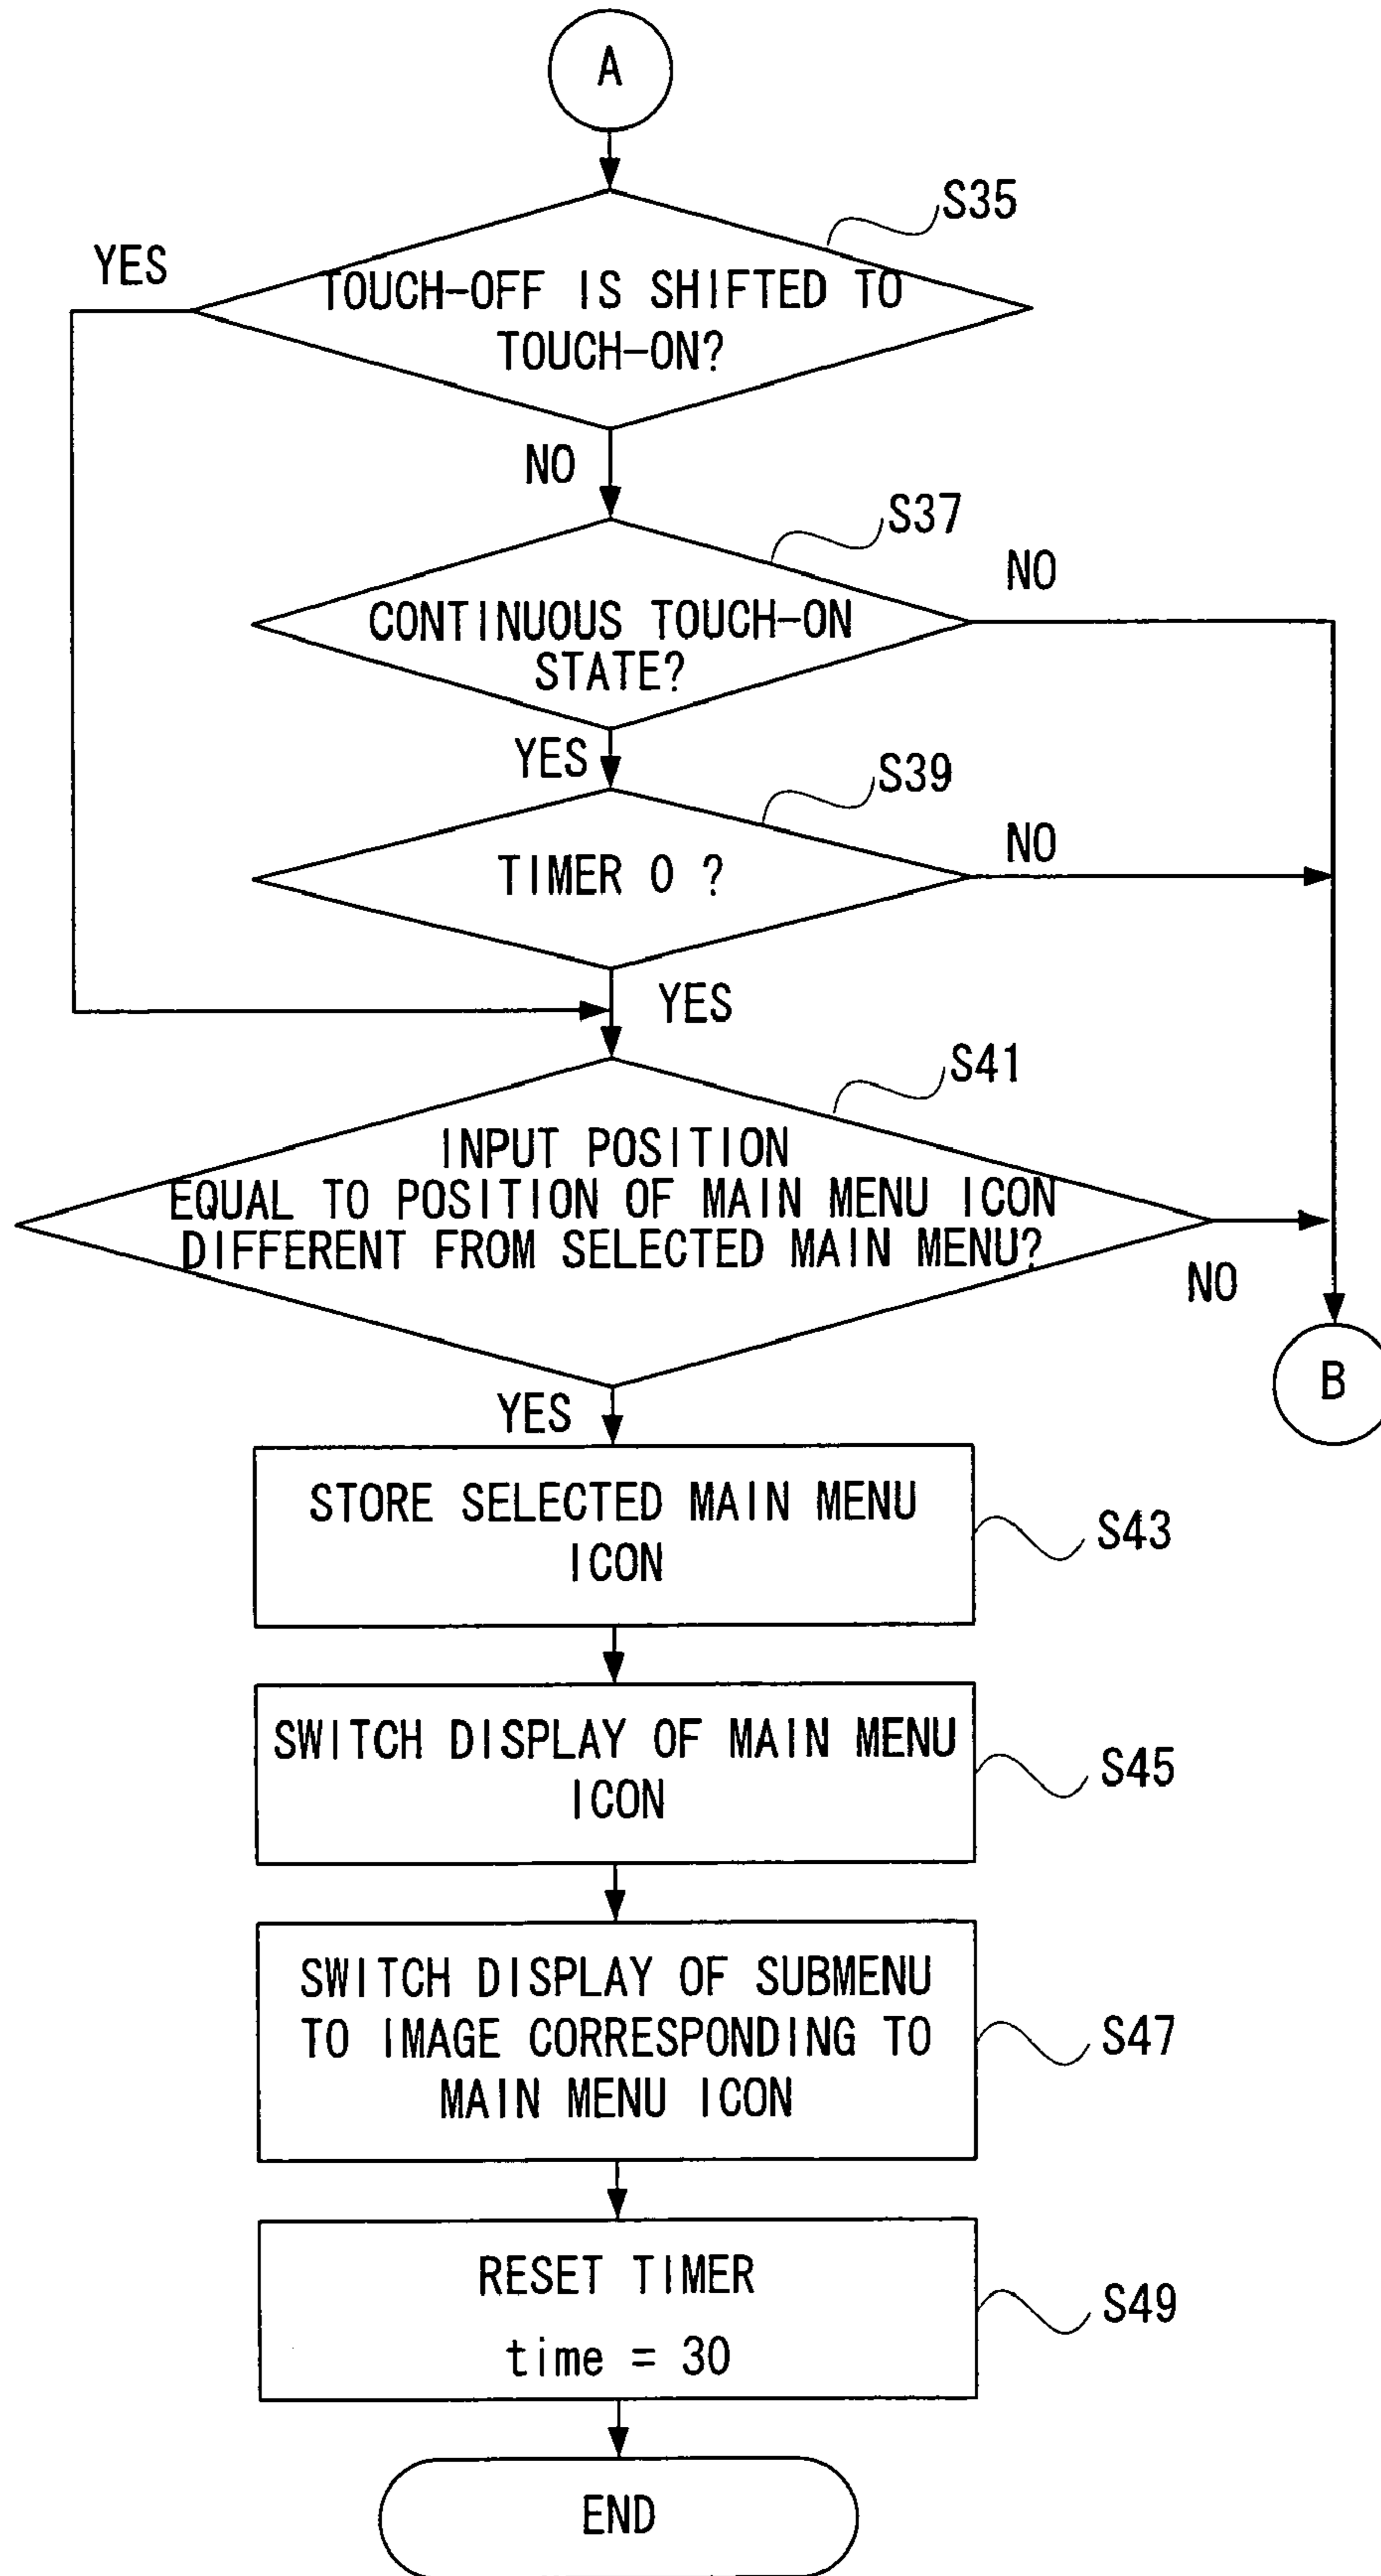 A
S35
YES
TOUCH-OFF IS SHIFTED TO
TOUCH-ON?
NO
S37
NO
CONTINUOUS TOUCH-ON
STATE?
YES
S39
NO
TIMER 0 ?
YES
S41
INPUT POSITION
EQUAL TO POSITION OF MAIN MENU ICON
DIFFERENT FROM SELECTED MAIN MENU?
NO
B
YES
STORE SELECTED MAIN MENU
ICON
S43
SWITCH DISPLAY OF MAIN MENU
ICON
S45
SWITCH DISPLAY OF SUBMENU
TO IMAGE CORRESPONDING TO
MAIN MENU ICON
S47
RESET TIMER
time = 30
S49
END